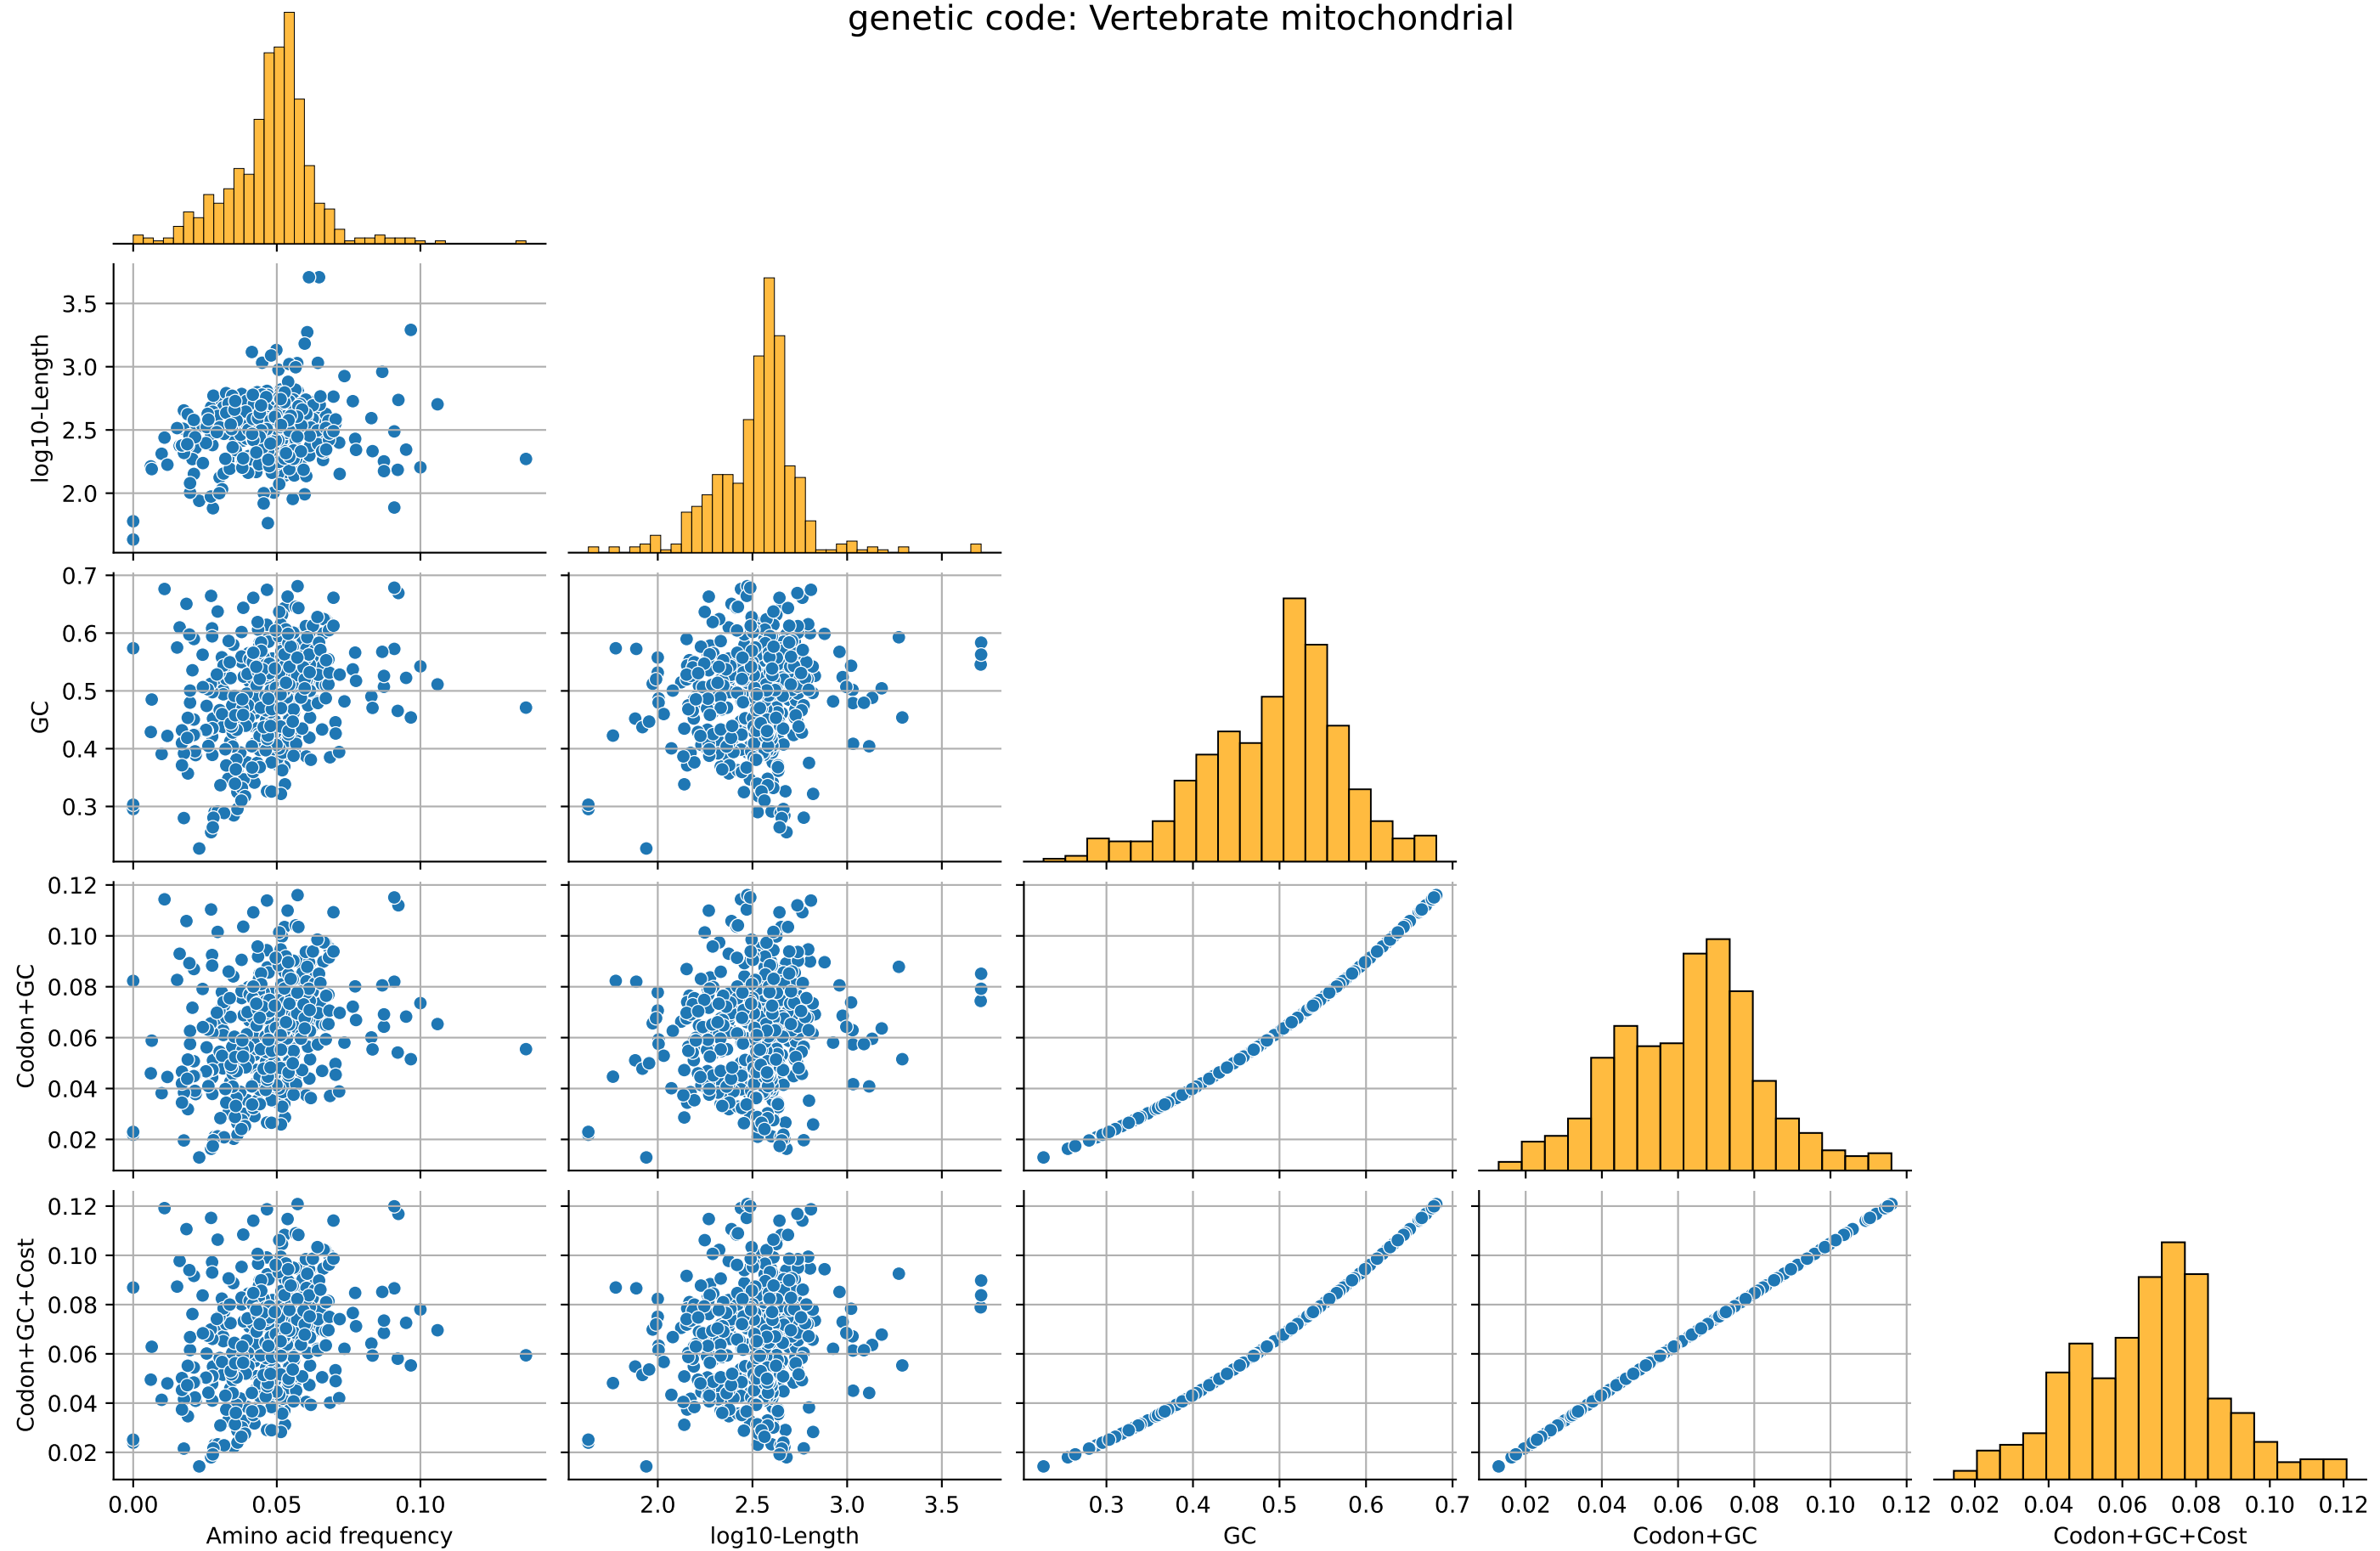 genetic code: Vertebrate mitochondrial
3.5
3.0
2.5
2.0
log10-Length
0.7
0.6
0.5
0.4
0.3
GC
0.12
0.10
0.08
0.06
0.04
0.02
Codon+GC
0.12
0.10
0.08
0.06
0.04
0.02
Codon+GC+Cost
0.00 0.05 0.10
2.0 2.5 3.0 3.5
0.3 0.4 0.5 0.6 0.7
0.02 0.04 0.06 0.08 0.10 0.12
0.02 0.04 0.06 0.08 0.10 0.12
Amino acid frequency
log10-Length
GC
Codon+GC
Codon+GC+Cost